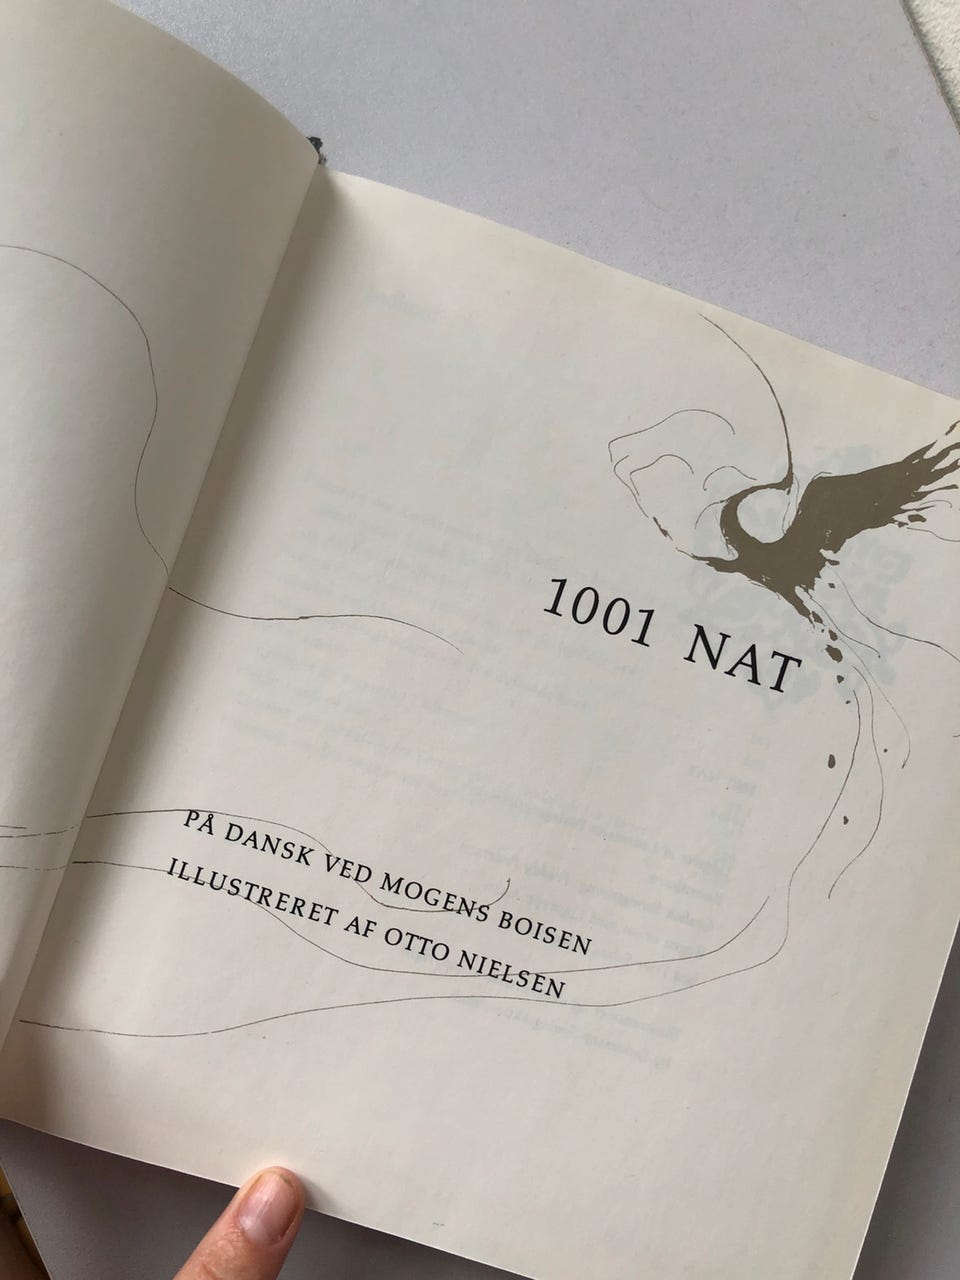 1001 NAT
PÅ DANSK VED MOGENS BOISEN
ILLUSTRERET AF OTTO NIELSEN